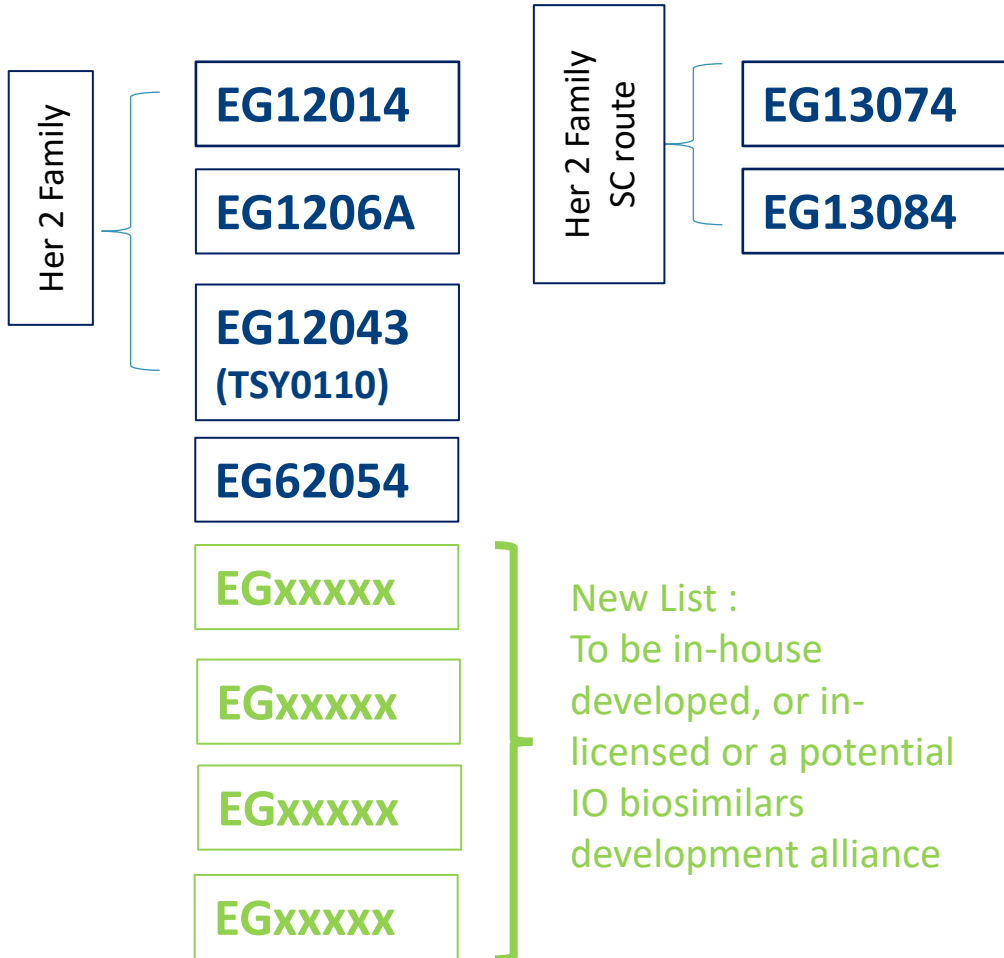 Her 2 Family
EG12014
EG1206A
EG12043
(TSY0110)
EG62054
EGxxxxx
EGxxxxx
EGxxxxx
EGxxxxx
Her 2 Family
SC route
EG13074
EG13084
New List :
To be in-house
developed, or in-
licensed or a potential
IO biosimilars
development alliance